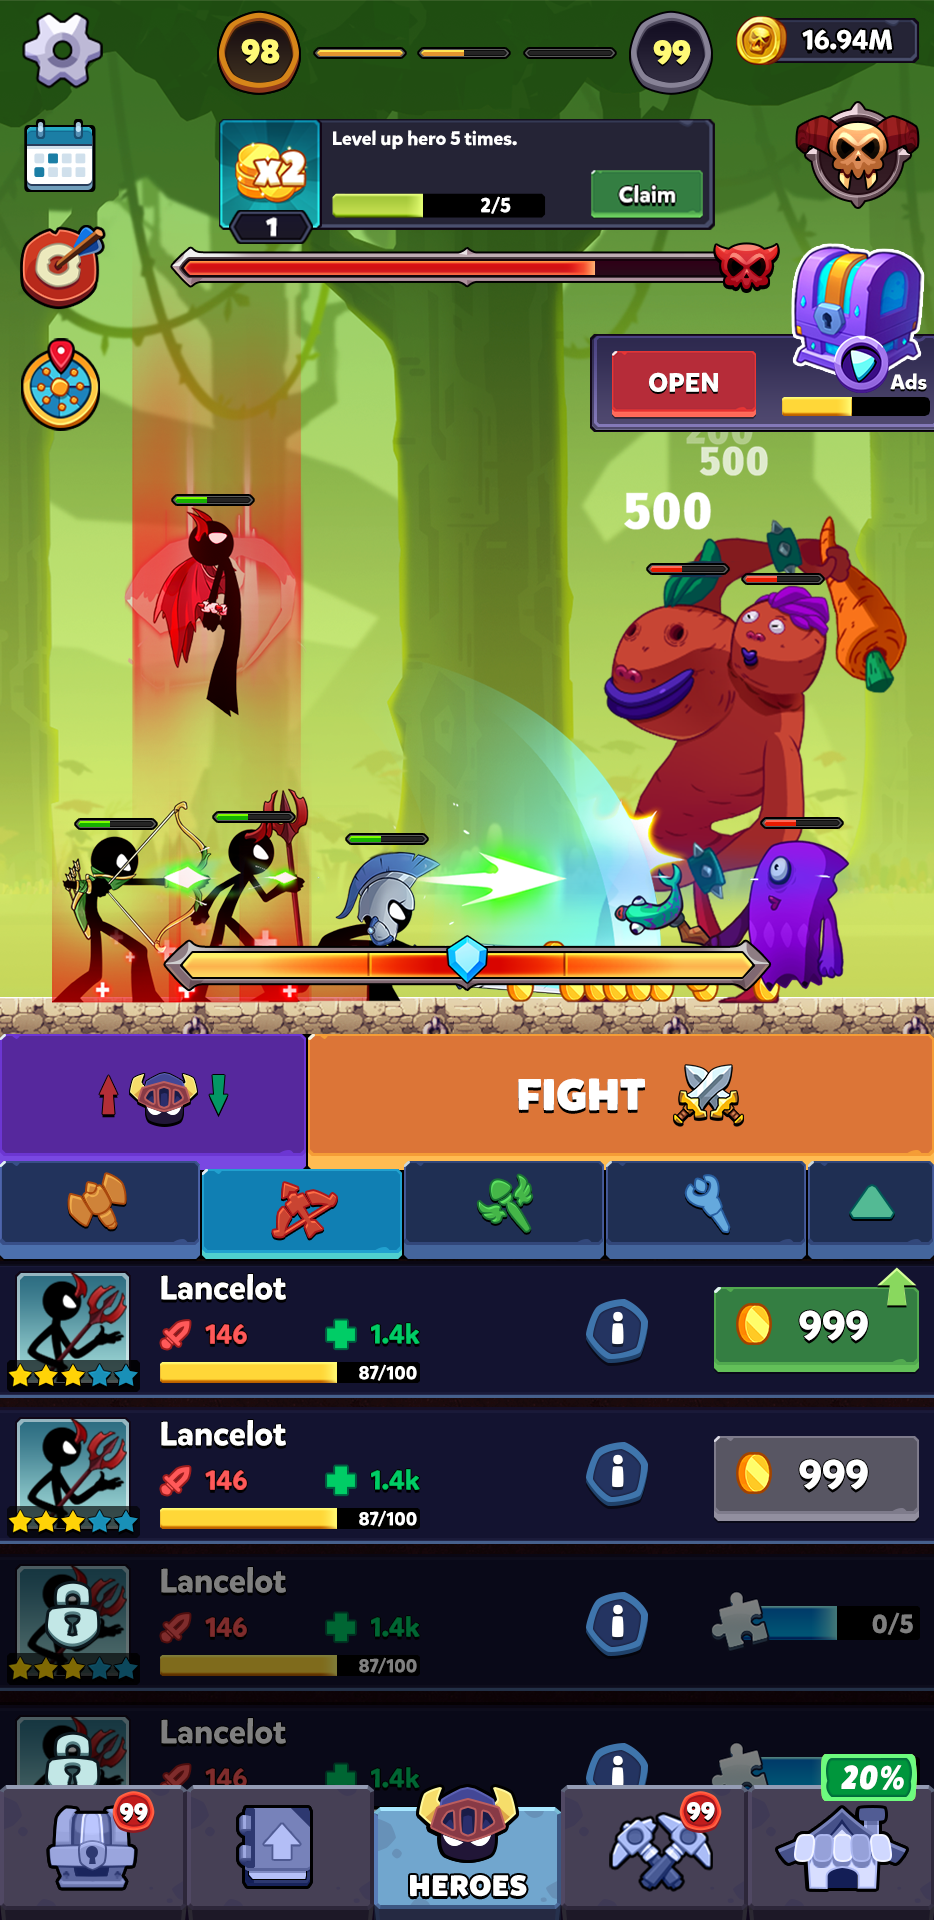 98
99
16.94M
Level up hero 5 times.
x2
2/5
Claim
1
OPEN
Ads
200
500
500
FIGHT
Lancelot
146
1.4k
999
87/100
Lancelot
146
1.4k
999
87/100
Lancelot
146
1.4k
0/5
87/100
Lancelot
146
1.4k
20%
99
99
HEROES